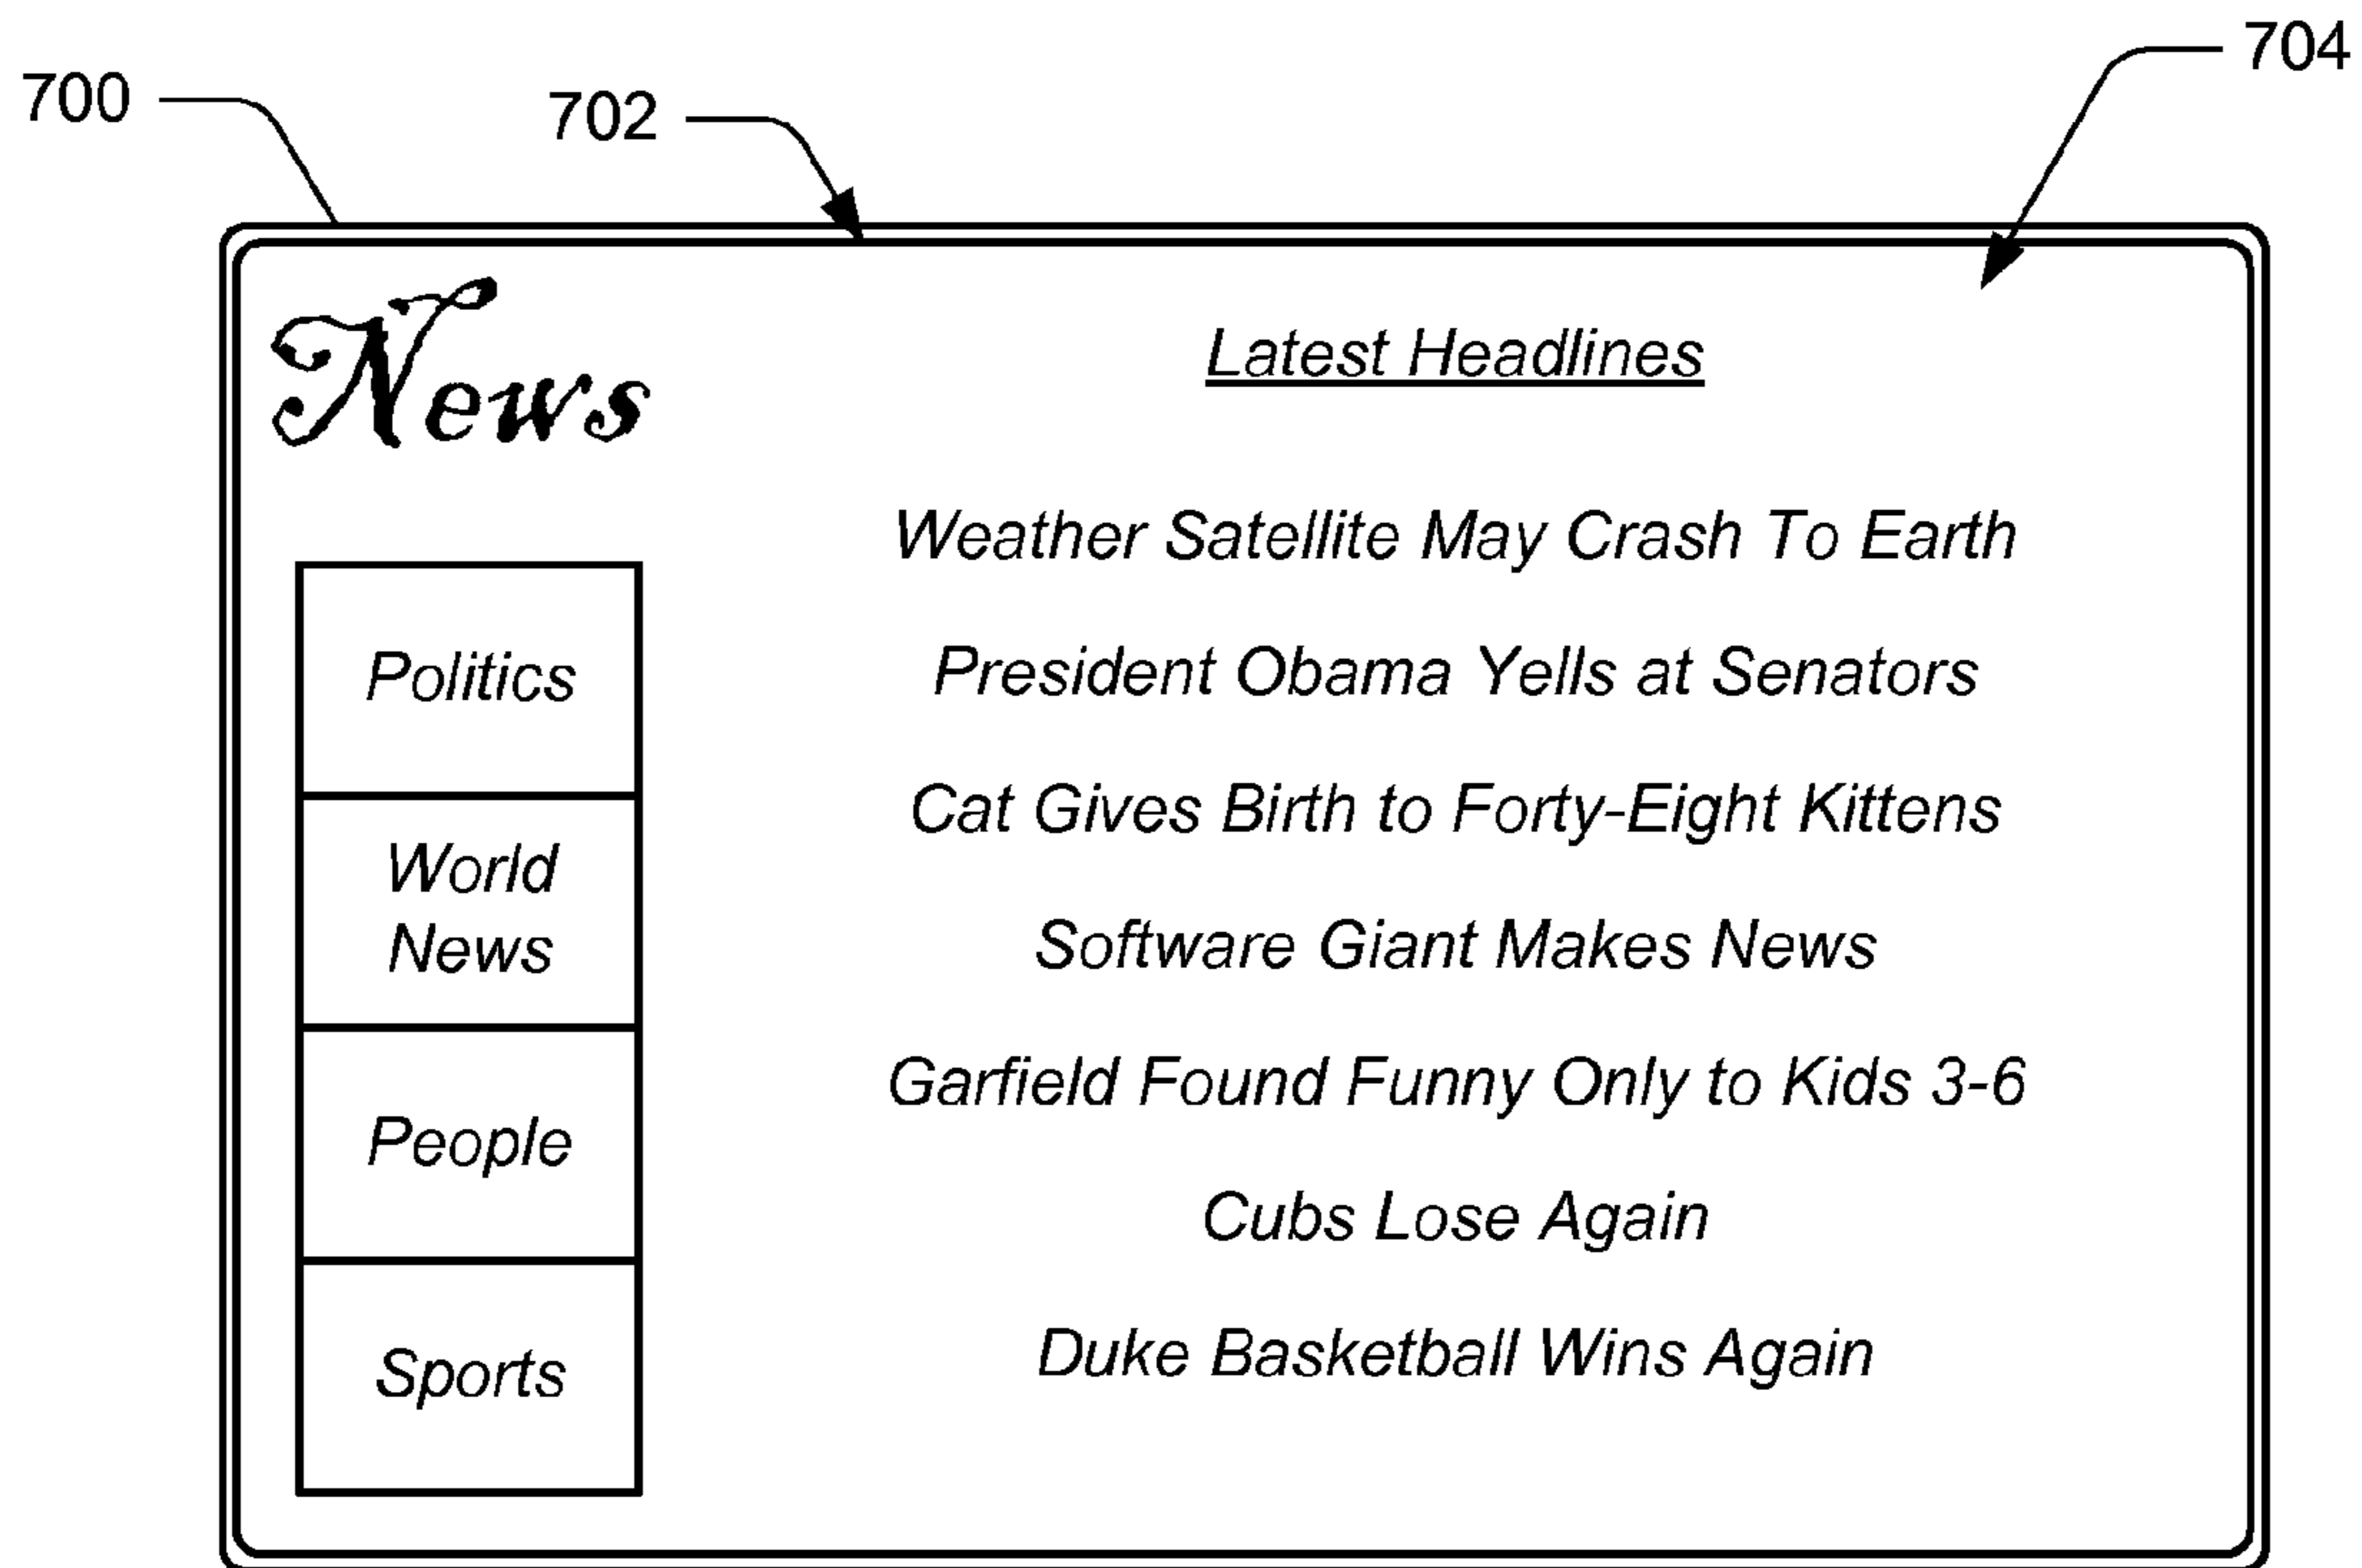 700
702
704
News
Latest Headlines
Weather Satellite May Crash To Earth
President Obama Yells at Senators
Cat Gives Birth to Forty-Eight Kittens
Software Giant Makes News
Garfield Found Funny Only to Kids 3-6
Cubs Lose Again
Duke Basketball Wins Again
Politics
World
News
People
Sports